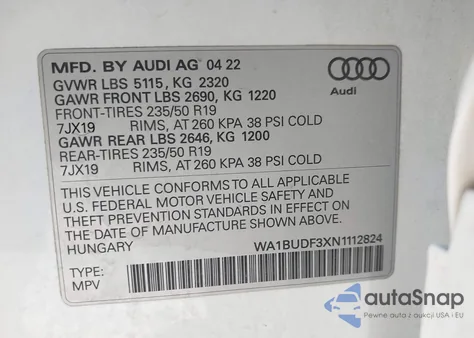 MFD. BY AUDI AG 04 22
GVWR LBS 5115, KG 2320
GAWR FRONT LBS 2690, KG 1220
FRONT-TIRES 235/50 R19
7JX19 RIMS, AT 260 KPA 38 PSI COLD
GAWR REAR LBS 2646, KG 1200
REAR-TIRES 235/50 R19
7JX19 RIMS, AT 260 KPA 38 PSI COLD
THIS VEHICLE CONFORMS TO ALL APPLICABLE
U.S. FEDERAL MOTOR VEHICLE SAFETY AND
THEFT PREVENTION STANDARDS IN EFFECT ON
DATE OF MANUFACTURE SHOWN ABOVE.
HUNGARY WA1BUDF3XN1112824
TYPE:
MPV
Audi
autaSnap
Pewne auta z USA i EU